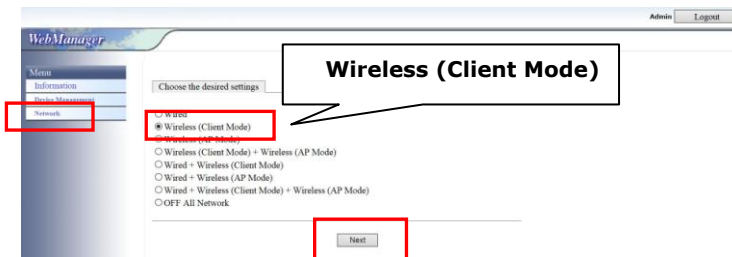 Admin Logout
WebManager
Wireless (Client Mode)
Menu
Information
Choose the desired settings
Device Management
Network
Wired
Wireless (Client Mode)
Wireless (AP Mode)
Wireless (Client Mode) + Wireless (AP Mode)
Wired + Wireless (Client Mode)
Wired + Wireless (AP Mode)
Wired + Wireless (Client Mode) + Wireless (AP Mode)
OFF All Network
Next